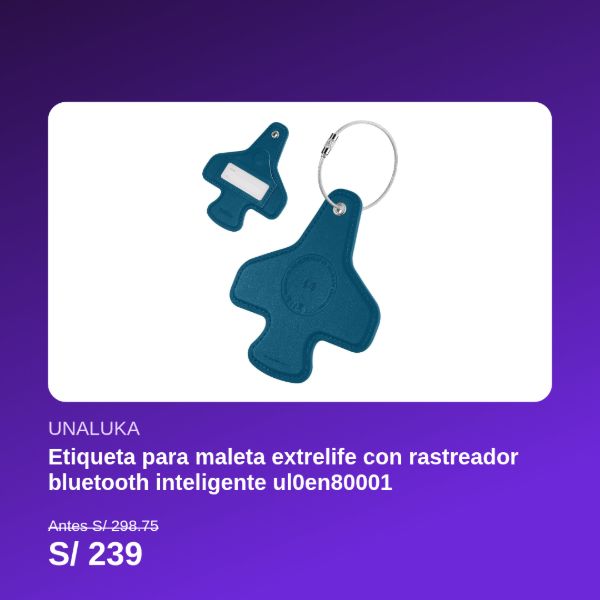 UNALUKA
Etiqueta para maleta extrelife con rastreador
bluetooth inteligente ul0en80001
Antes S/ 298.75
S/ 239